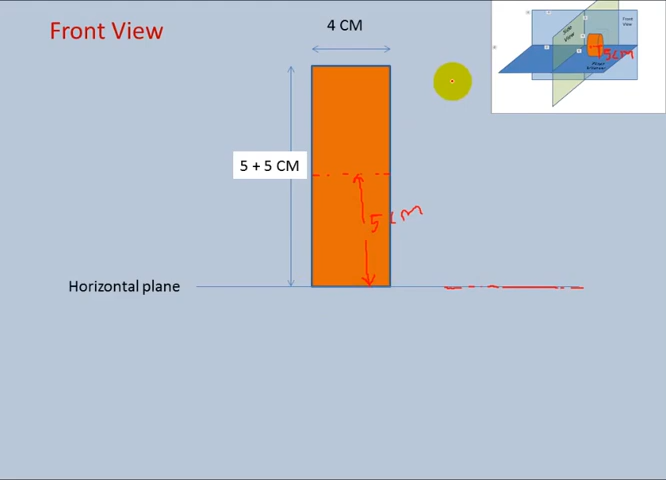 Front View
4 CM
5 + 5 CM
5 cm
Horizontal plane
Side
View
Front
View
5cm